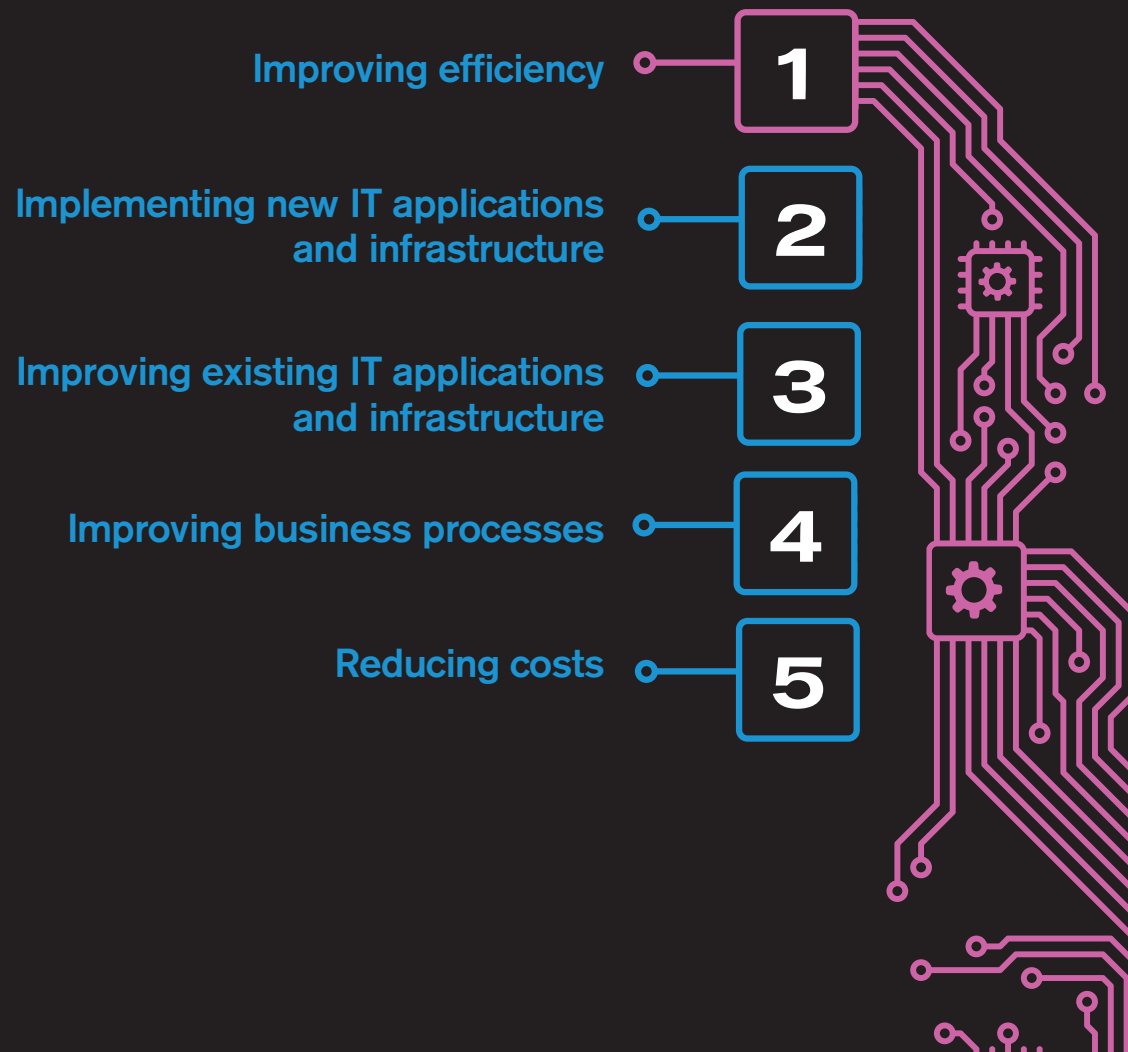 Improving efficiency
1
Implementing new IT applications
and infrastructure
2
Improving existing IT applications
and infrastructure
3
Improving business processes
4
Reducing costs
5